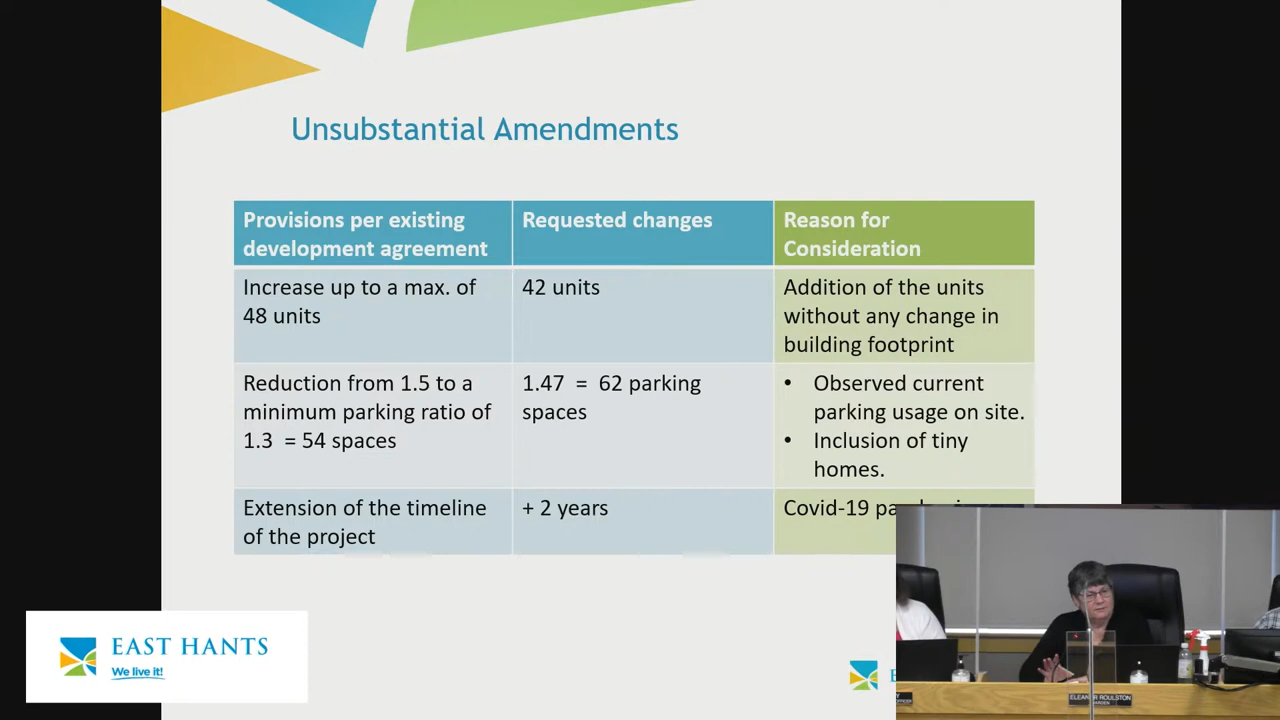 Unsubstantial Amendments
Provisions per existing
development agreement
Requested changes
Reason for
Consideration
Increase up to a max. of
48 units
42 units
Addition of the units
without any change in
building footprint
Reduction from 1.5 to a
minimum parking ratio of
1.3 = 54 spaces
1.47 = 62 parking
spaces
• Observed current
parking usage on site.
• Inclusion of tiny
homes.
Extension of the timeline
of the project
+ 2 years
Covid-19
EAST HANTS
We live it!
ELEANOR ROULSTON
WARDEN